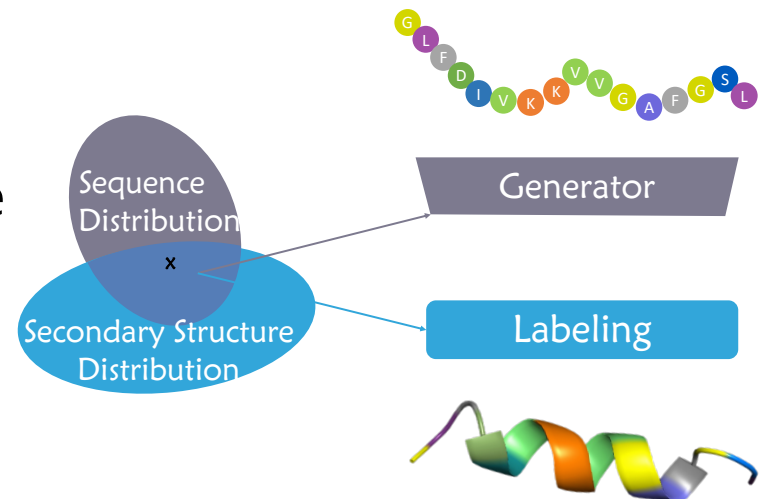 G L F D I V K K V V G A F G S L
Sequence
Distribution
Generator
e
x
Secondary Structure
Distribution
Labeling